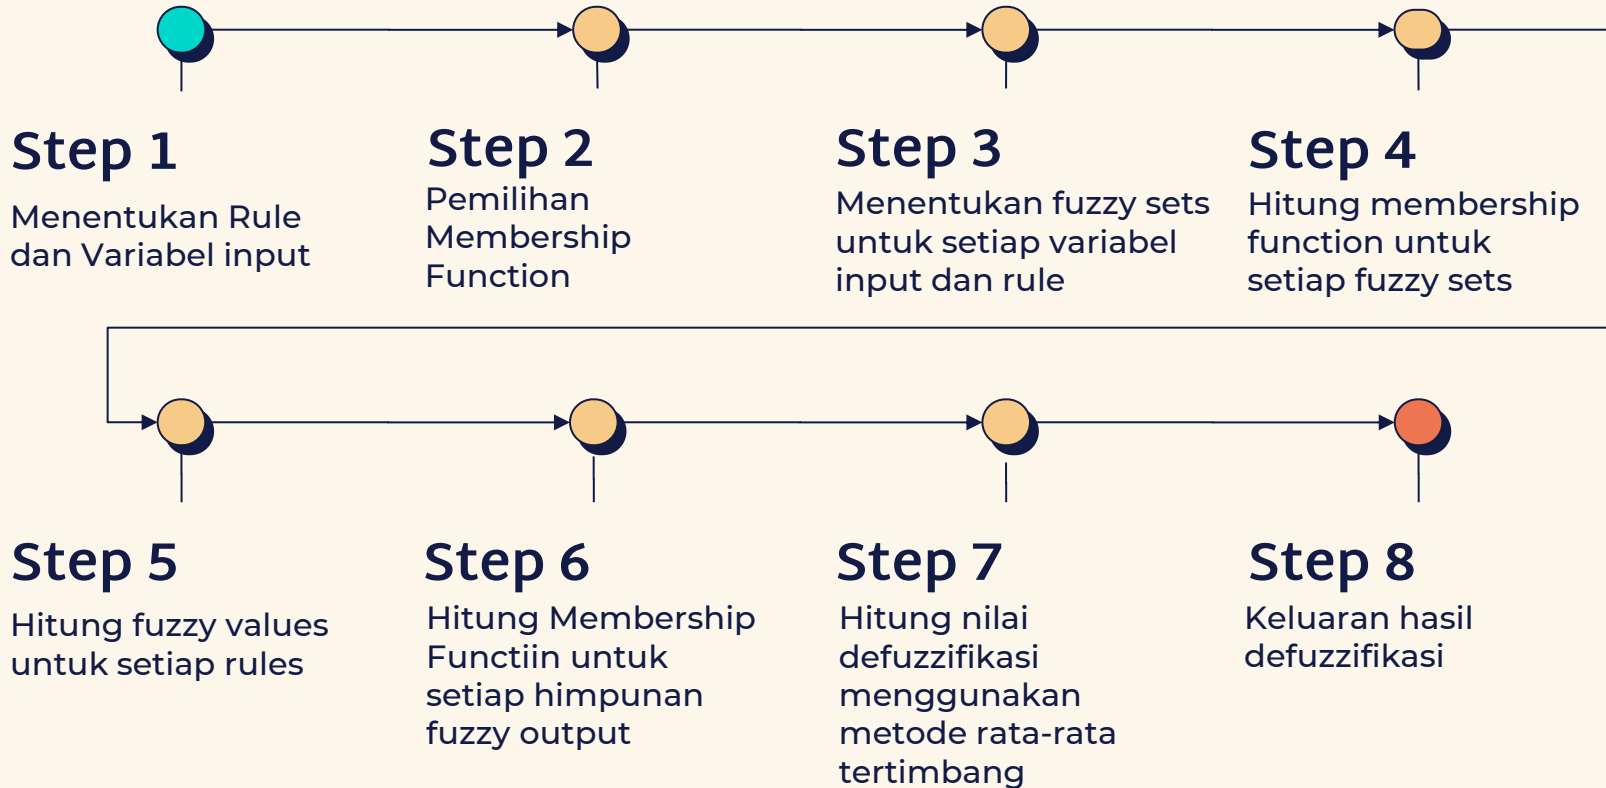 Step 1
Menentukan Rule
dan Variabel input
Step 2
Pemilihan
Membership
Function
Step 3
Menentukan fuzzy sets
untuk setiap variabel
input dan rule
Step 4
Hitung membership
function untuk
setiap fuzzy sets
Step 5
Hitung fuzzy values
untuk setiap rules
Step 6
Hitung Membership
Functiin untuk
setiap himpunan
fuzzy output
Step 7
Hitung nilai
defuzzifikasi
menggunakan
metode rata-rata
tertimbang
Step 8
Keluaran hasil
defuzzifikasi